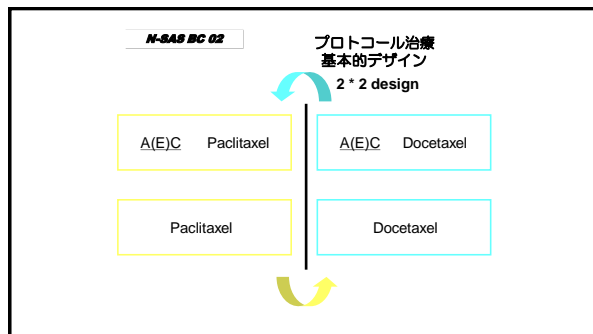 N-SAS BC 02
プロトコール治療
基本的デザイン
2 * 2 design
A(E)C Paclitaxel
A(E)C Docetaxel
Paclitaxel
Docetaxel